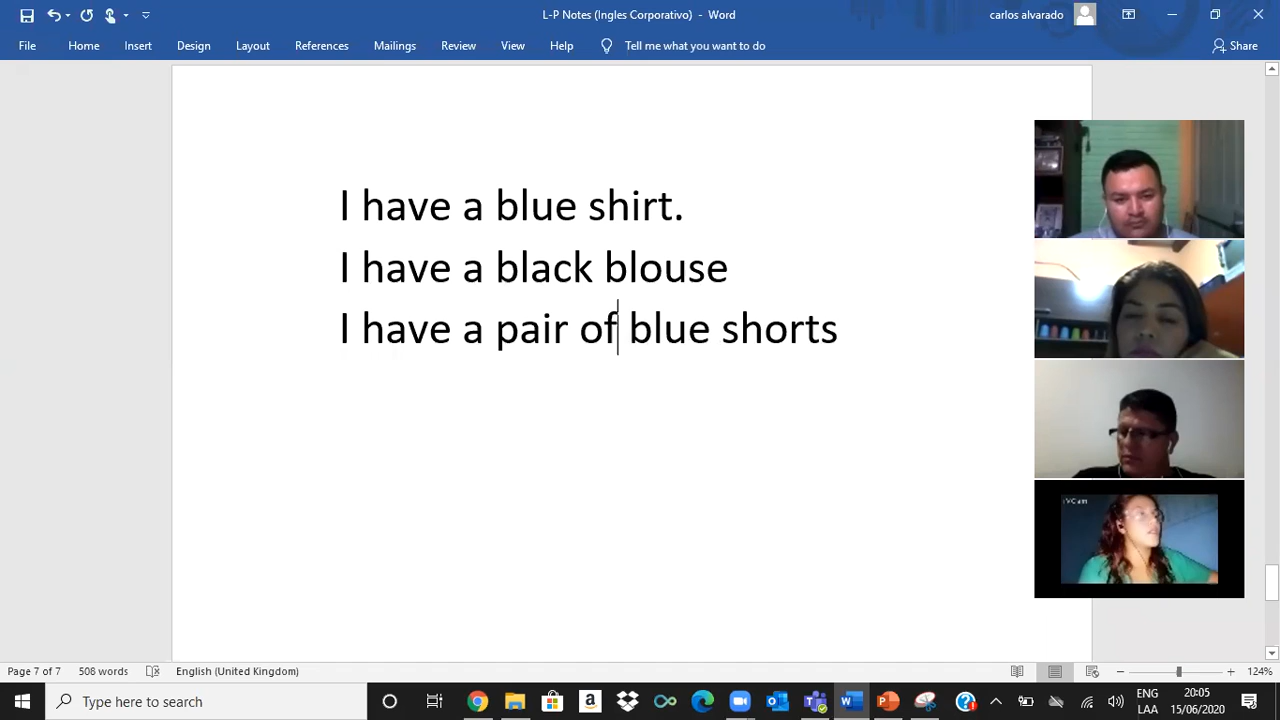 L-P Notes (Ingles Corporativo) - Word
carlos alvarado
File Home Insert Design Layout References Mailings Review View Help Tell me what you want to do Share
I have a blue shirt.
I have a black blouse
I have a pair of blue shorts
iVCam
Page 7 of 7 508 words English (United Kingdom) 124%
Type here to search
ENG
LAA
20:05
15/06/2020